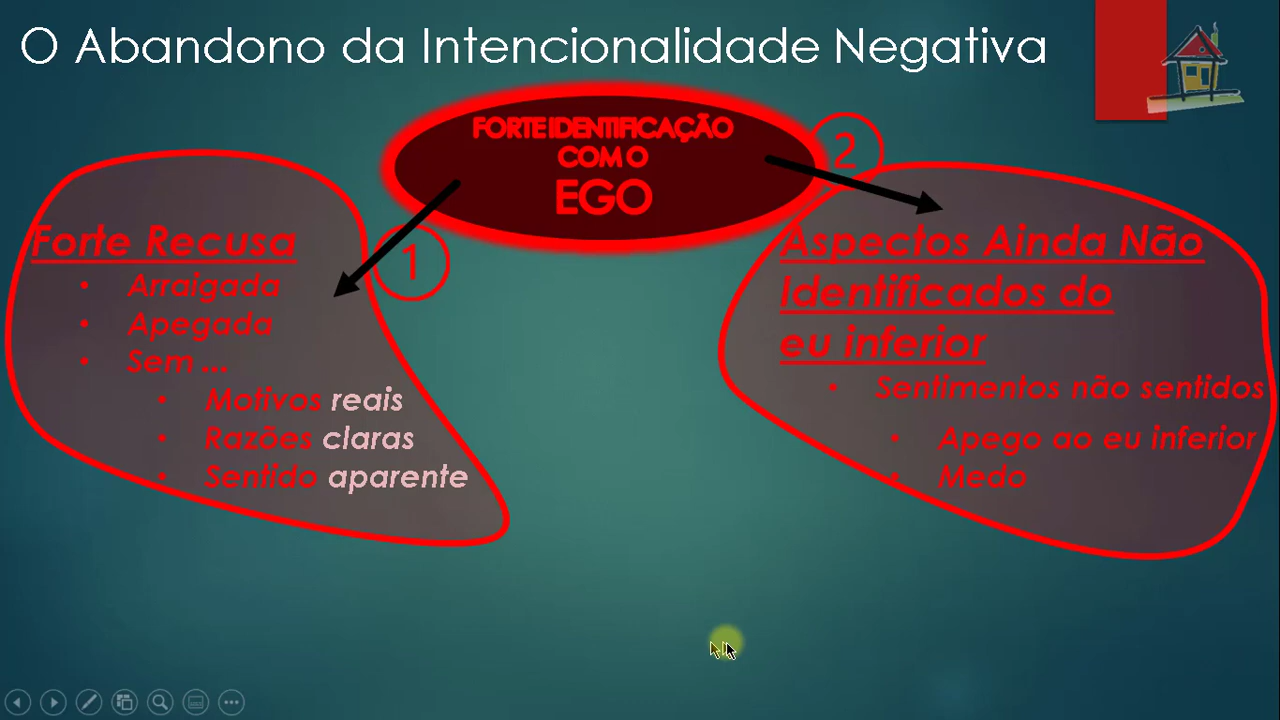 O Abandono da Intencionalidade Negativa
FORTE IDENTIFICAÇÃO
COM O
EGO
1
Forte Recusa
• Arraigada
• Apegada
• Sem ...
• Motivos reais
• Razões claras
• Sentido aparente
2
Aspectos Ainda Não
Identificados do
eu inferior
• Sentimentos não sentidos
• Apego ao eu inferior
• Medo